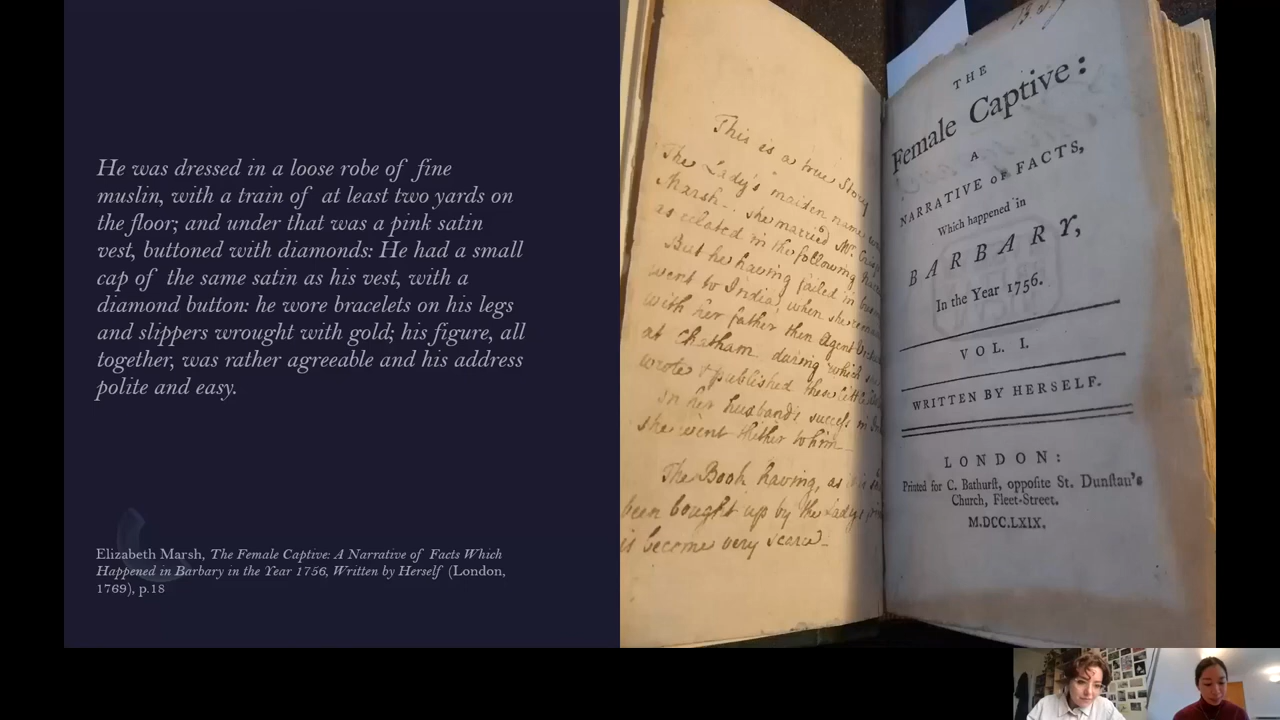 He was dressed in a loose robe of fine
muslin, with a train of at least two yards on
the floor; and under that was a pink satin
vest, buttoned with diamonds: He had a small
cap of the same satin as his vest, with a
diamond button: he wore bracelets on his legs
and slippers wrought with gold; his figure, all
together, was rather agreeable and his address
polite and easy.
Elizabeth Marsh, The Female Captive: A Narrative of Facts Which
Happened in Barbary in the Year 1756, Written by Herself (London,
1769), p.18
This is a true Story
The Lady's maiden name
Marsh. she married Mr. Crisp
as related in the following
But he having failed in
went to India, when she
with her father then Agent
at Chatham during which
wrote & published these little
On her husband's success in
she went thither to him
The Book having, as
been bought up by the Lady's
is become very scarce
THE
Female Captive:
A
NARRATIVE OF FACTS,
Which happened in
BARBARY,
In the Year 1756.
VOL. I.
WRITTEN BY HERSELF.
LONDON:
Printed for C. Bathurſt, oppoſite St. Dunſtan's
Church, Fleet-Street.
M.DCC.LXIX.